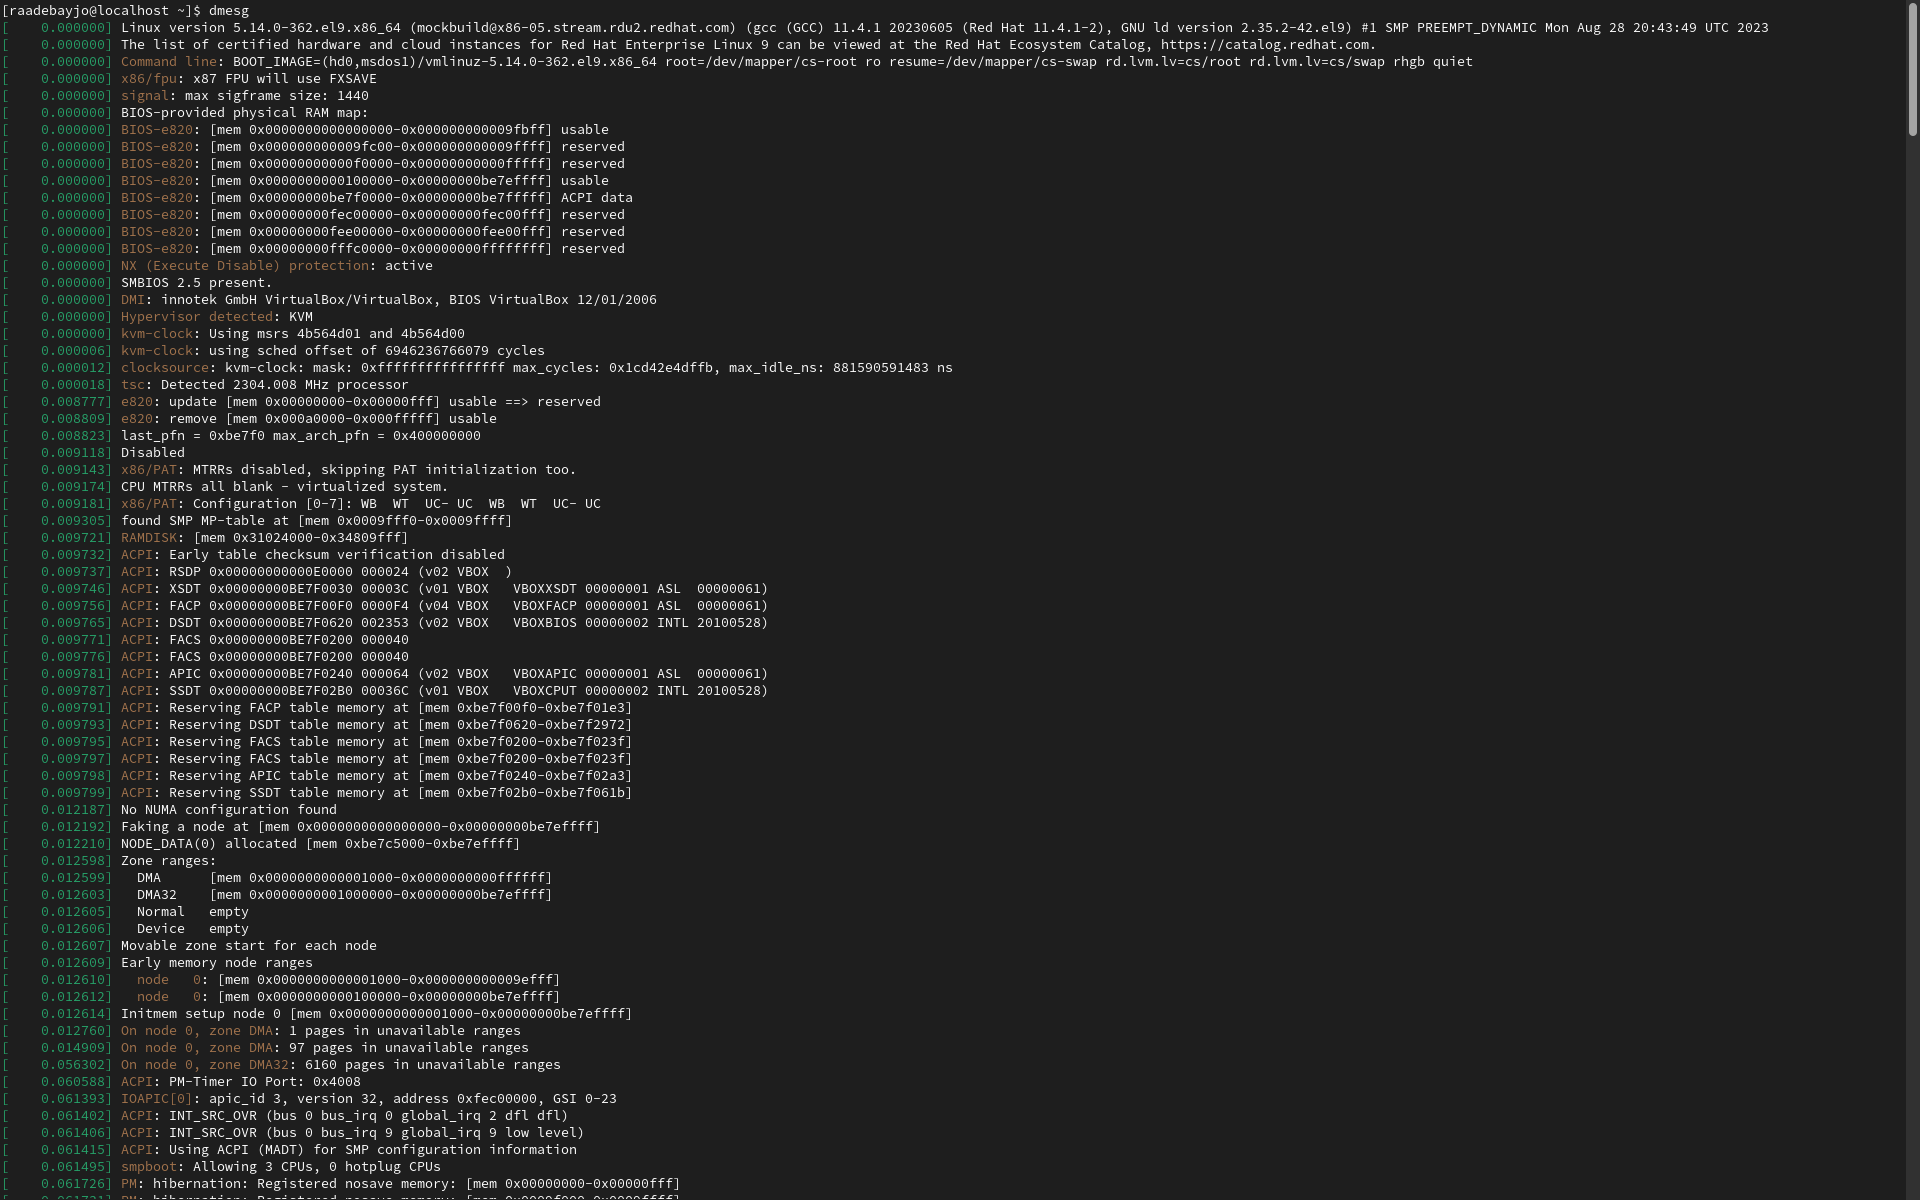 [raadebayjo@localhost ~]$ dmesg
[    0.000000] Linux version 5.14.0-362.el9.x86_64 (mockbuild@x86-05.stream.rdu2.redhat.com) (gcc (GCC) 11.4.1 20230605 (Red Hat 11.4.1-2), GNU ld version 2.35.2-42.el9) #1 SMP PREEMPT_DYNAMIC Mon Aug 28 20:43:49 UTC 2023
[    0.000000] The list of certified hardware and cloud instances for Red Hat Enterprise Linux 9 can be viewed at the Red Hat Ecosystem Catalog, https://catalog.redhat.com.
[    0.000000] Command line: BOOT_IMAGE=(hd0,msdos1)/vmlinuz-5.14.0-362.el9.x86_64 root=/dev/mapper/cs-root ro resume=/dev/mapper/cs-swap rd.lvm.lv=cs/root rd.lvm.lv=cs/swap rhgb quiet
[    0.000000] x86/fpu: x87 FPU will use FXSAVE
[    0.000000] signal: max sigframe size: 1440
[    0.000000] BIOS-provided physical RAM map:
[    0.000000] BIOS-e820: [mem 0x0000000000000000-0x000000000009fbff] usable
[    0.000000] BIOS-e820: [mem 0x000000000009fc00-0x000000000009ffff] reserved
[    0.000000] BIOS-e820: [mem 0x00000000000f0000-0x00000000000fffff] reserved
[    0.000000] BIOS-e820: [mem 0x0000000000100000-0x00000000be7effff] usable
[    0.000000] BIOS-e820: [mem 0x00000000be7f0000-0x00000000be7fffff] ACPI data
[    0.000000] BIOS-e820: [mem 0x00000000fec00000-0x00000000fec00fff] reserved
[    0.000000] BIOS-e820: [mem 0x00000000fee00000-0x00000000fee00fff] reserved
[    0.000000] BIOS-e820: [mem 0x00000000fffc0000-0x00000000ffffffff] reserved
[    0.000000] NX (Execute Disable) protection: active
[    0.000000] SMBIOS 2.5 present.
[    0.000000] DMI: innotek GmbH VirtualBox/VirtualBox, BIOS VirtualBox 12/01/2006
[    0.000000] Hypervisor detected: KVM
[    0.000000] kvm-clock: Using msrs 4b564d01 and 4b564d00
[    0.000006] kvm-clock: using sched offset of 6946236766079 cycles
[    0.000012] clocksource: kvm-clock: mask: 0xffffffffffffffff max_cycles: 0x1cd42e4dffb, max_idle_ns: 881590591483 ns
[    0.000018] tsc: Detected 2304.008 MHz processor
[    0.008777] e820: update [mem 0x00000000-0x00000fff] usable ==> reserved
[    0.008809] e820: remove [mem 0x000a0000-0x000fffff] usable
[    0.008823] last_pfn = 0xbe7f0 max_arch_pfn = 0x400000000
[    0.009118] Disabled
[    0.009143] x86/PAT: MTRRs disabled, skipping PAT initialization too.
[    0.009174] CPU MTRRs all blank - virtualized system.
[    0.009181] x86/PAT: Configuration [0-7]: WB  WT  UC- UC  WB  WT  UC- UC
[    0.009305] found SMP MP-table at [mem 0x0009fff0-0x0009ffff]
[    0.009721] RAMDISK: [mem 0x31024000-0x34809fff]
[    0.009732] ACPI: Early table checksum verification disabled
[    0.009737] ACPI: RSDP 0x00000000000E0000 000024 (v02 VBOX  )
[    0.009746] ACPI: XSDT 0x00000000BE7F0030 00003C (v01 VBOX   VBOXXSDT 00000001 ASL  00000061)
[    0.009756] ACPI: FACP 0x00000000BE7F00F0 0000F4 (v04 VBOX   VBOXFACP 00000001 ASL  00000061)
[    0.009765] ACPI: DSDT 0x00000000BE7F0620 002353 (v02 VBOX   VBOXBIOS 00000002 INTL 20100528)
[    0.009771] ACPI: FACS 0x00000000BE7F0200 000040
[    0.009776] ACPI: FACS 0x00000000BE7F0200 000040
[    0.009781] ACPI: APIC 0x00000000BE7F0240 000064 (v02 VBOX   VBOXAPIC 00000001 ASL  00000061)
[    0.009787] ACPI: SSDT 0x00000000BE7F02B0 00036C (v01 VBOX   VBOXCPUT 00000002 INTL 20100528)
[    0.009791] ACPI: Reserving FACP table memory at [mem 0xbe7f00f0-0xbe7f01e3]
[    0.009793] ACPI: Reserving DSDT table memory at [mem 0xbe7f0620-0xbe7f2972]
[    0.009795] ACPI: Reserving FACS table memory at [mem 0xbe7f0200-0xbe7f023f]
[    0.009797] ACPI: Reserving FACS table memory at [mem 0xbe7f0200-0xbe7f023f]
[    0.009798] ACPI: Reserving APIC table memory at [mem 0xbe7f0240-0xbe7f02a3]
[    0.009799] ACPI: Reserving SSDT table memory at [mem 0xbe7f02b0-0xbe7f061b]
[    0.012187] No NUMA configuration found
[    0.012192] Faking a node at [mem 0x0000000000000000-0x00000000be7effff]
[    0.012210] NODE_DATA(0) allocated [mem 0xbe7c5000-0xbe7effff]
[    0.012598] Zone ranges:
[    0.012599]   DMA      [mem 0x0000000000001000-0x0000000000ffffff]
[    0.012603]   DMA32    [mem 0x0000000001000000-0x00000000be7effff]
[    0.012605]   Normal   empty
[    0.012606]   Device   empty
[    0.012607] Movable zone start for each node
[    0.012609] Early memory node ranges
[    0.012610]   node   0: [mem 0x0000000000001000-0x000000000009efff]
[    0.012612]   node   0: [mem 0x0000000000100000-0x00000000be7effff]
[    0.012614] Initmem setup node 0 [mem 0x0000000000001000-0x00000000be7effff]
[    0.012760] On node 0, zone DMA: 1 pages in unavailable ranges
[    0.014909] On node 0, zone DMA: 97 pages in unavailable ranges
[    0.056302] On node 0, zone DMA32: 6160 pages in unavailable ranges
[    0.060588] ACPI: PM-Timer IO Port: 0x4008
[    0.061393] IOAPIC[0]: apic_id 3, version 32, address 0xfec00000, GSI 0-23
[    0.061402] ACPI: INT_SRC_OVR (bus 0 bus_irq 0 global_irq 2 dfl dfl)
[    0.061406] ACPI: INT_SRC_OVR (bus 0 bus_irq 9 global_irq 9 low level)
[    0.061415] ACPI: Using ACPI (MADT) for SMP configuration information
[    0.061495] smpboot: Allowing 3 CPUs, 0 hotplug CPUs
[    0.061726] PM: hibernation: Registered nosave memory: [mem 0x00000000-0x00000fff]